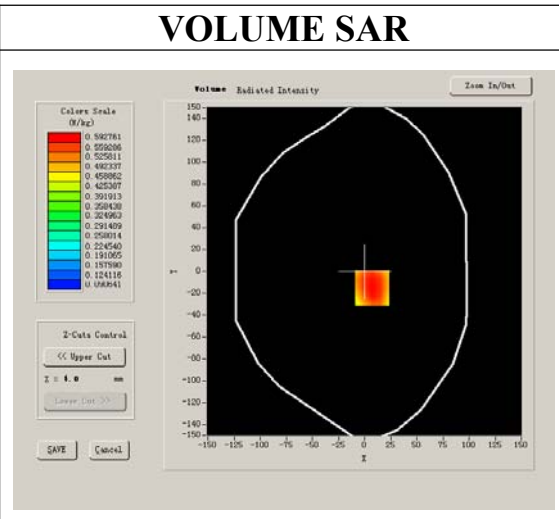 VOLUME SAR
Volume Radiated Intensity
Zoom In/Out
Colors Scale
(W/kg)
0.592761
0.559286
0.525811
0.492337
0.458862
0.425387
0.391913
0.358438
0.324963
0.291489
0.258014
0.224540
0.191065
0.157590
0.124116
0.090641
Z-Cuts Control
<< Upper Cut
Z = 4.0 mm
Lower Cut >>
SAVE
Cancel
150
140
120
100
80
60
40
20
0
-20
-40
-60
-80
-100
-120
-140
-150
Y
-150 -125 -100 -75 -50 -25 0 25 50 75 100 125 150
X